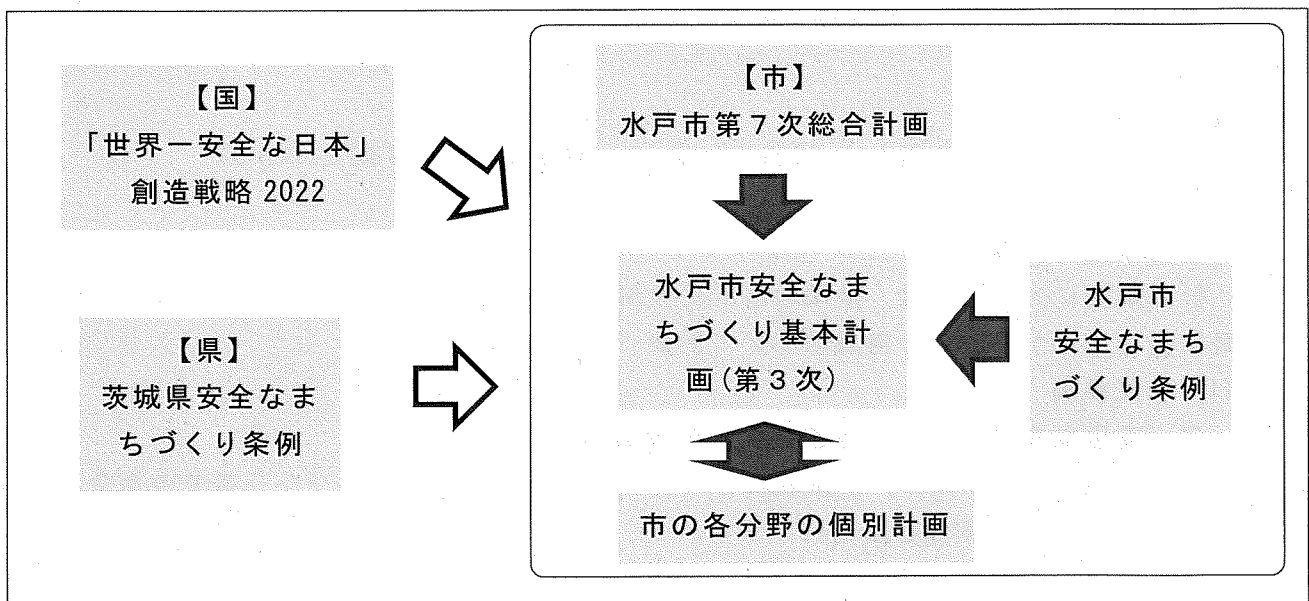 【国】
「世界一安全な日本」
創造戦略 2022
【県】
茨城県安全なま
ちづくり条例
【市】
水戸市第７次総合計画
水戸市安全なま
ちづくり基本計
画(第３次)
水戸市
安全なまち
づくり条例
市の各分野の個別計画